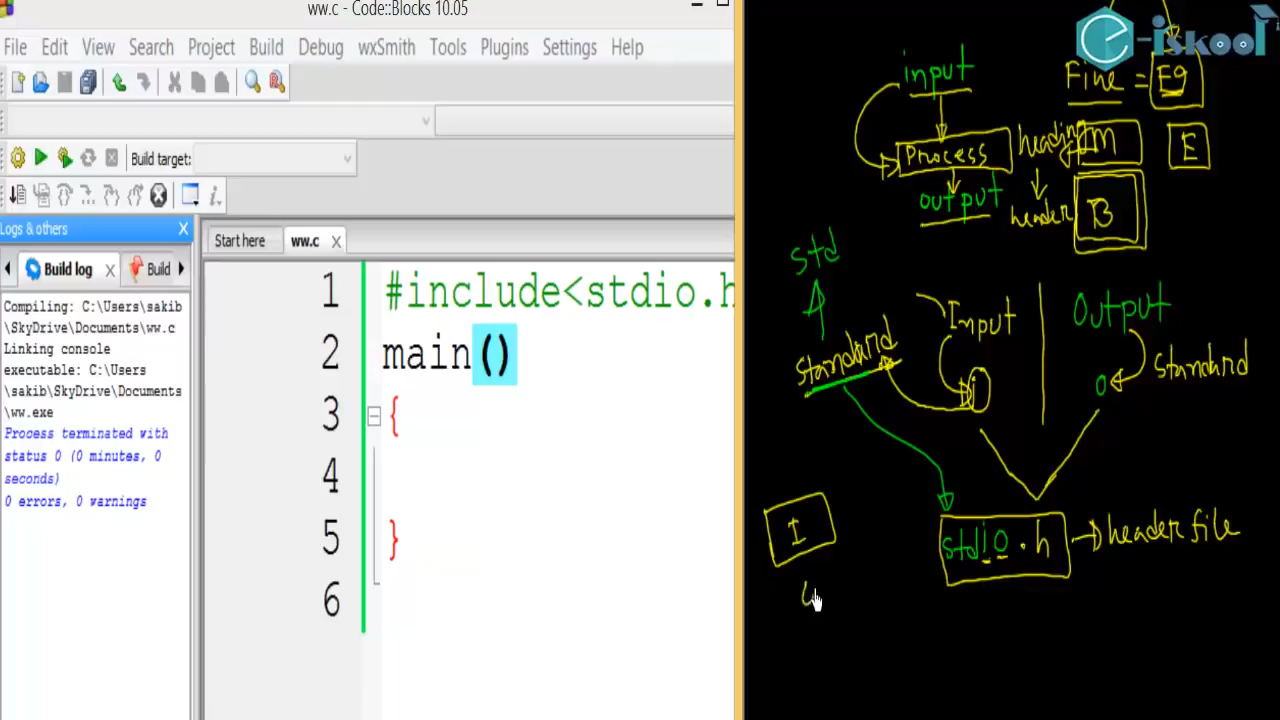 ww.c - Code::Blocks 10.05
File Edit View Search Project Build Debug wxSmith Tools Plugins Settings Help
Build target:
Logs & others
Build log
Build
Compiling: C:\Users\sakib
\SkyDrive\Documents\ww.c
Linking console
executable: C:\Users
\sakib\SkyDrive\Documents
\ww.exe
Process terminated with
status 0 (0 minutes, 0
seconds)
0 errors, 0 warnings
Start here
ww.c
1 #include<stdio.h
2 main()
3 {
4
5 }
6
e-iskool
input
Fine =
Process
heading
m
E
output
header
B
std
Input
Output
Standard
i
o
Standard
I
stdio.h
header file